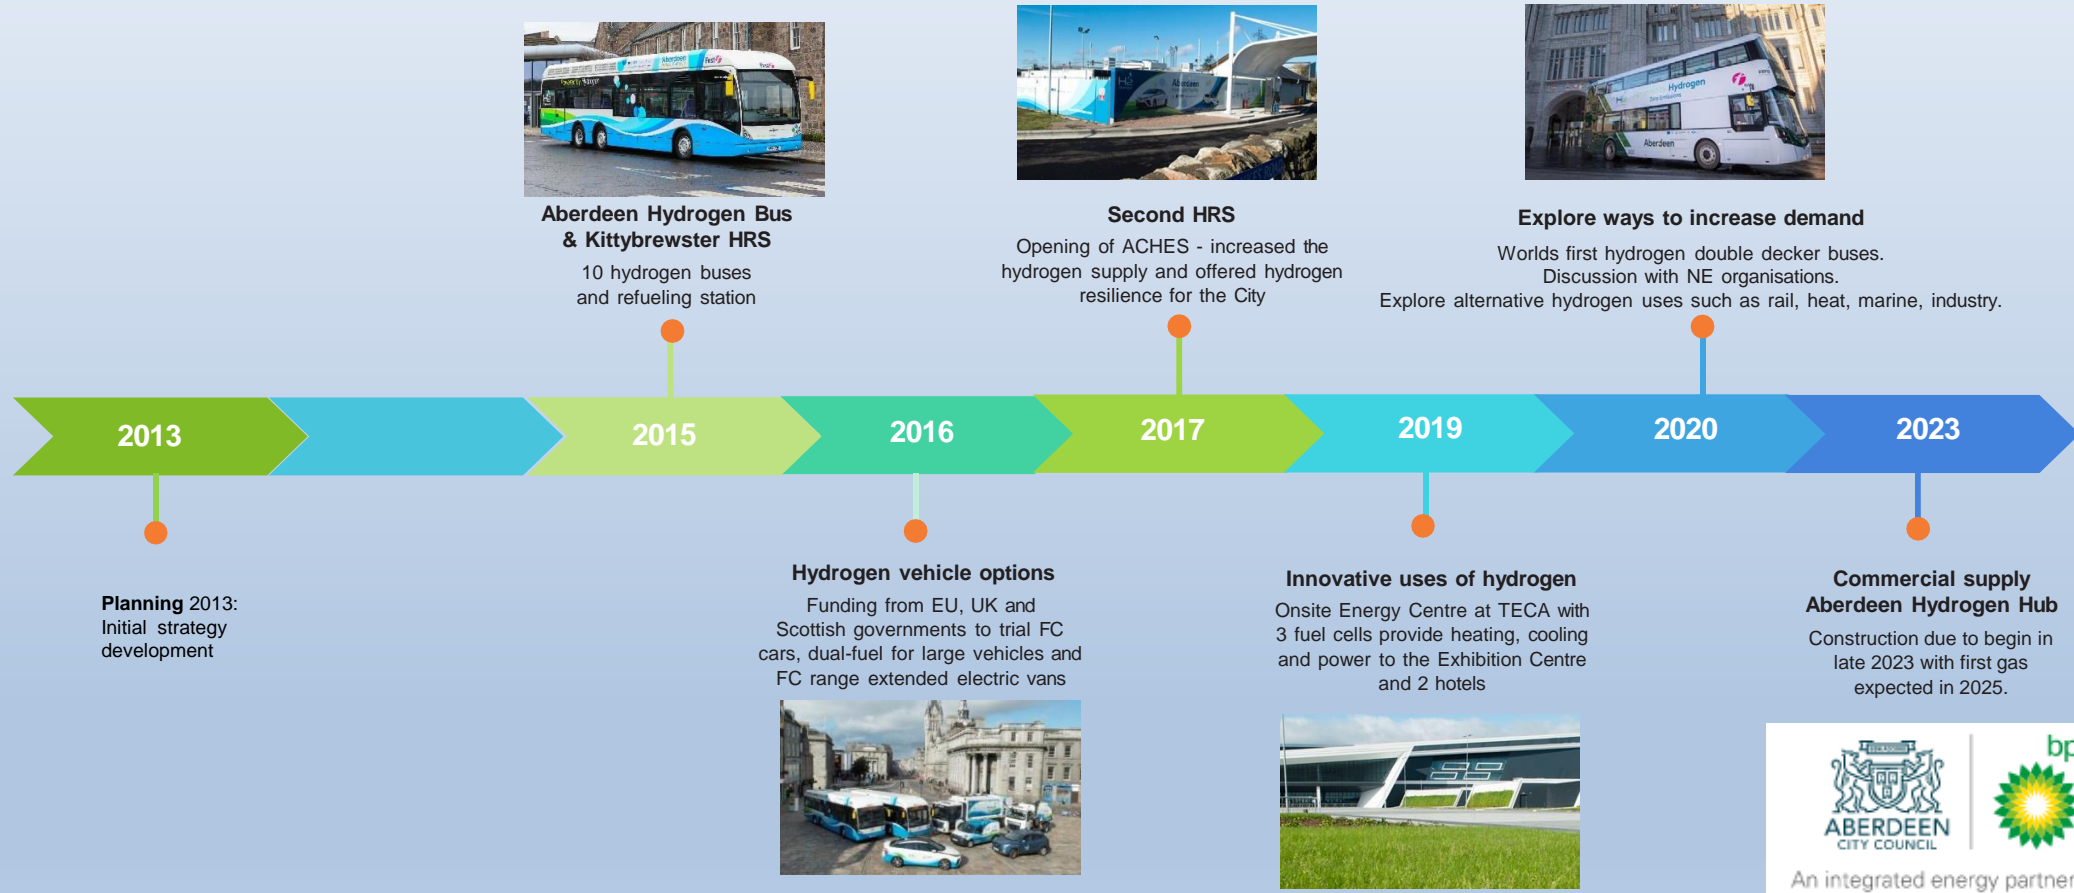 Aberdeen Hydrogen Bus
& Kittybrewster HRS
10 hydrogen buses
and refueling station
Second HRS
Opening of ACHES - increased the
hydrogen supply and offered hydrogen
resilience for the City
Explore ways to increase demand
Worlds first hydrogen double decker buses.
Discussion with NE organisations.
Explore alternative hydrogen uses such as rail, heat, marine, industry.
Aberdeen
First
Aberdeen
Hydrogen
Aberdeen
2013
2015
2016
2017
2019
2020
2023
Planning 2013:
Initial strategy
development
Hydrogen vehicle options
Funding from EU, UK and
Scottish governments to trial FC
cars, dual-fuel for large vehicles and
FC range extended electric vans
Innovative uses of hydrogen
Onsite Energy Centre at TECA with
3 fuel cells provide heating, cooling
and power to the Exhibition Centre
and 2 hotels
Commercial supply
Aberdeen Hydrogen Hub
Construction due to begin in
late 2023 with first gas
expected in 2025.
bp
ABERDEEN
CITY COUNCIL
An integrated energy partner